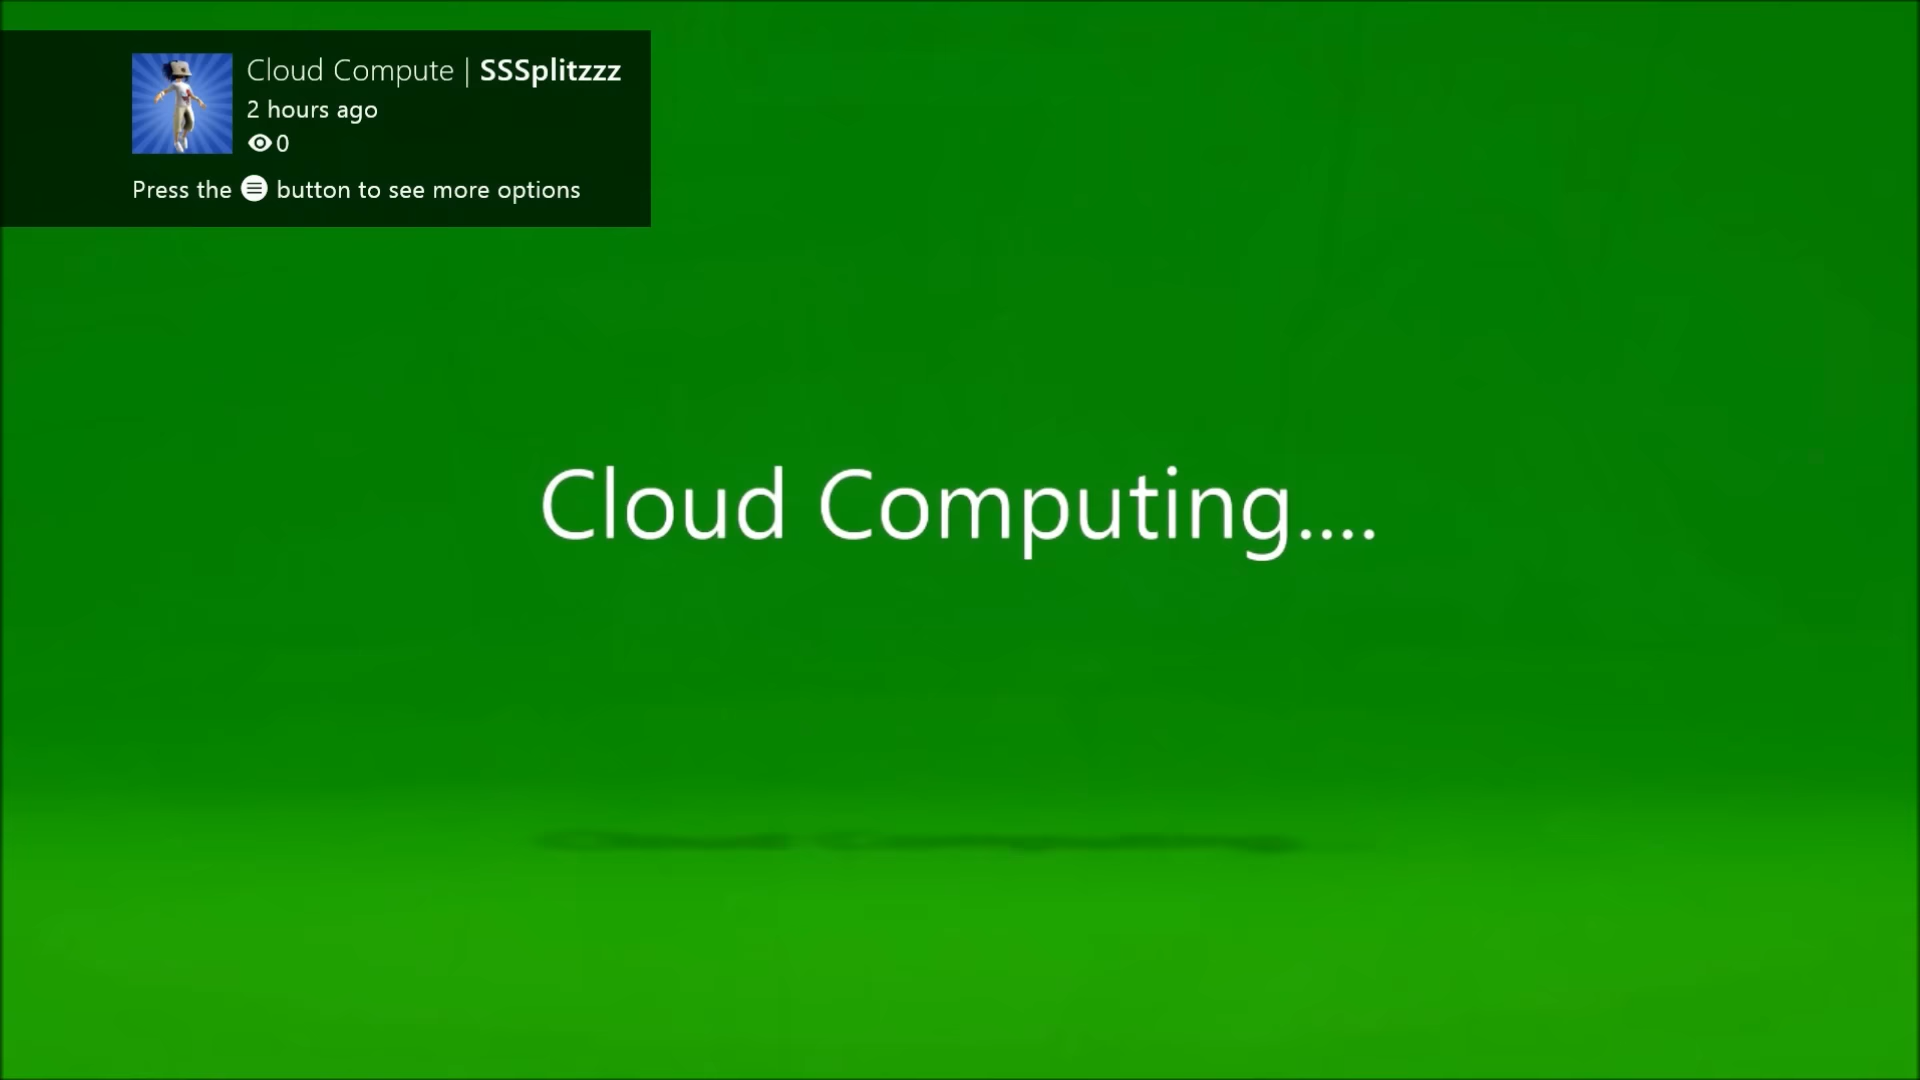 Cloud Compute | SSSplitzzz
2 hours ago
0
Press the button to see more options
Cloud Computing....